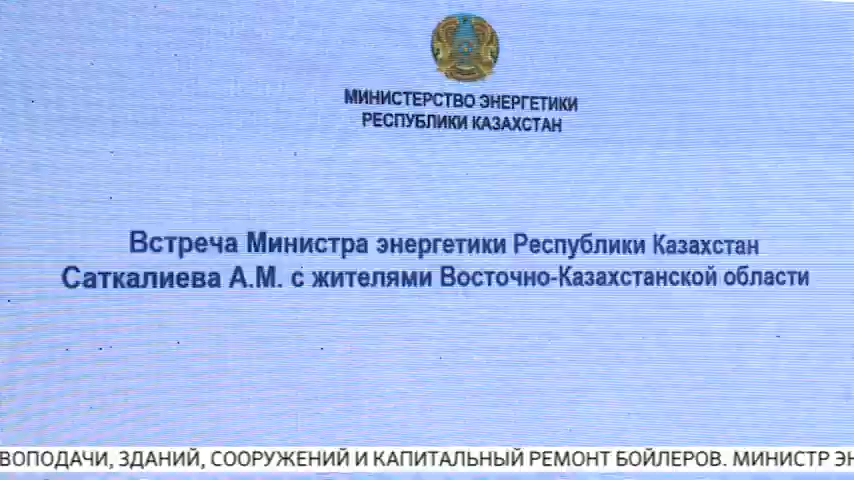 МИНИСТЕРСТВО ЭНЕРГЕТИКИ
РЕСПУБЛИКИ КАЗАХСТАН
Встреча Министра энергетики Республики Казахстан
Саткалиева А.М. с жителями Восточно-Казахстанской области
ВОПОДАЧИ, ЗДАНИЙ, СООРУЖЕНИЙ И КАПИТАЛЬНЫЙ РЕМОНТ БОЙЛЕРОВ. МИНИСТР ЭН